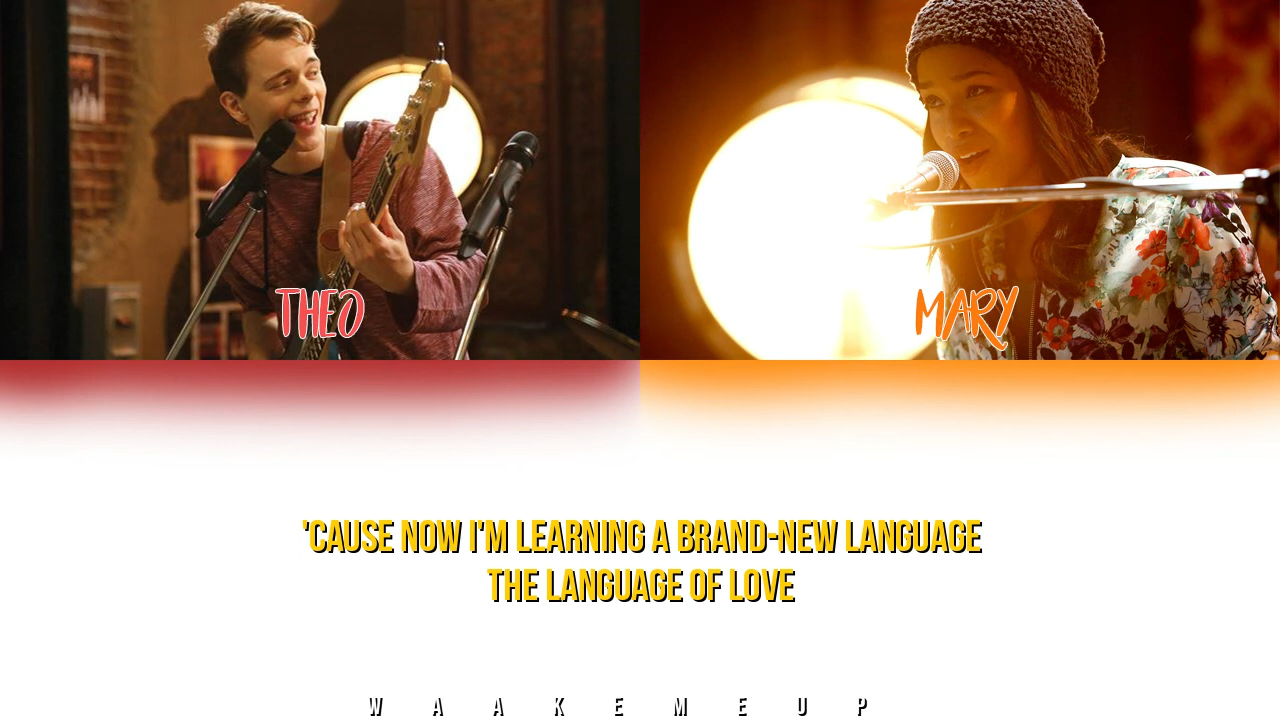 THEO
MARY
'CAUSE NOW I'M LEARNING A BRAND-NEW LANGUAGE
THE LANGUAGE OF LOVE
W A A K E M E U P